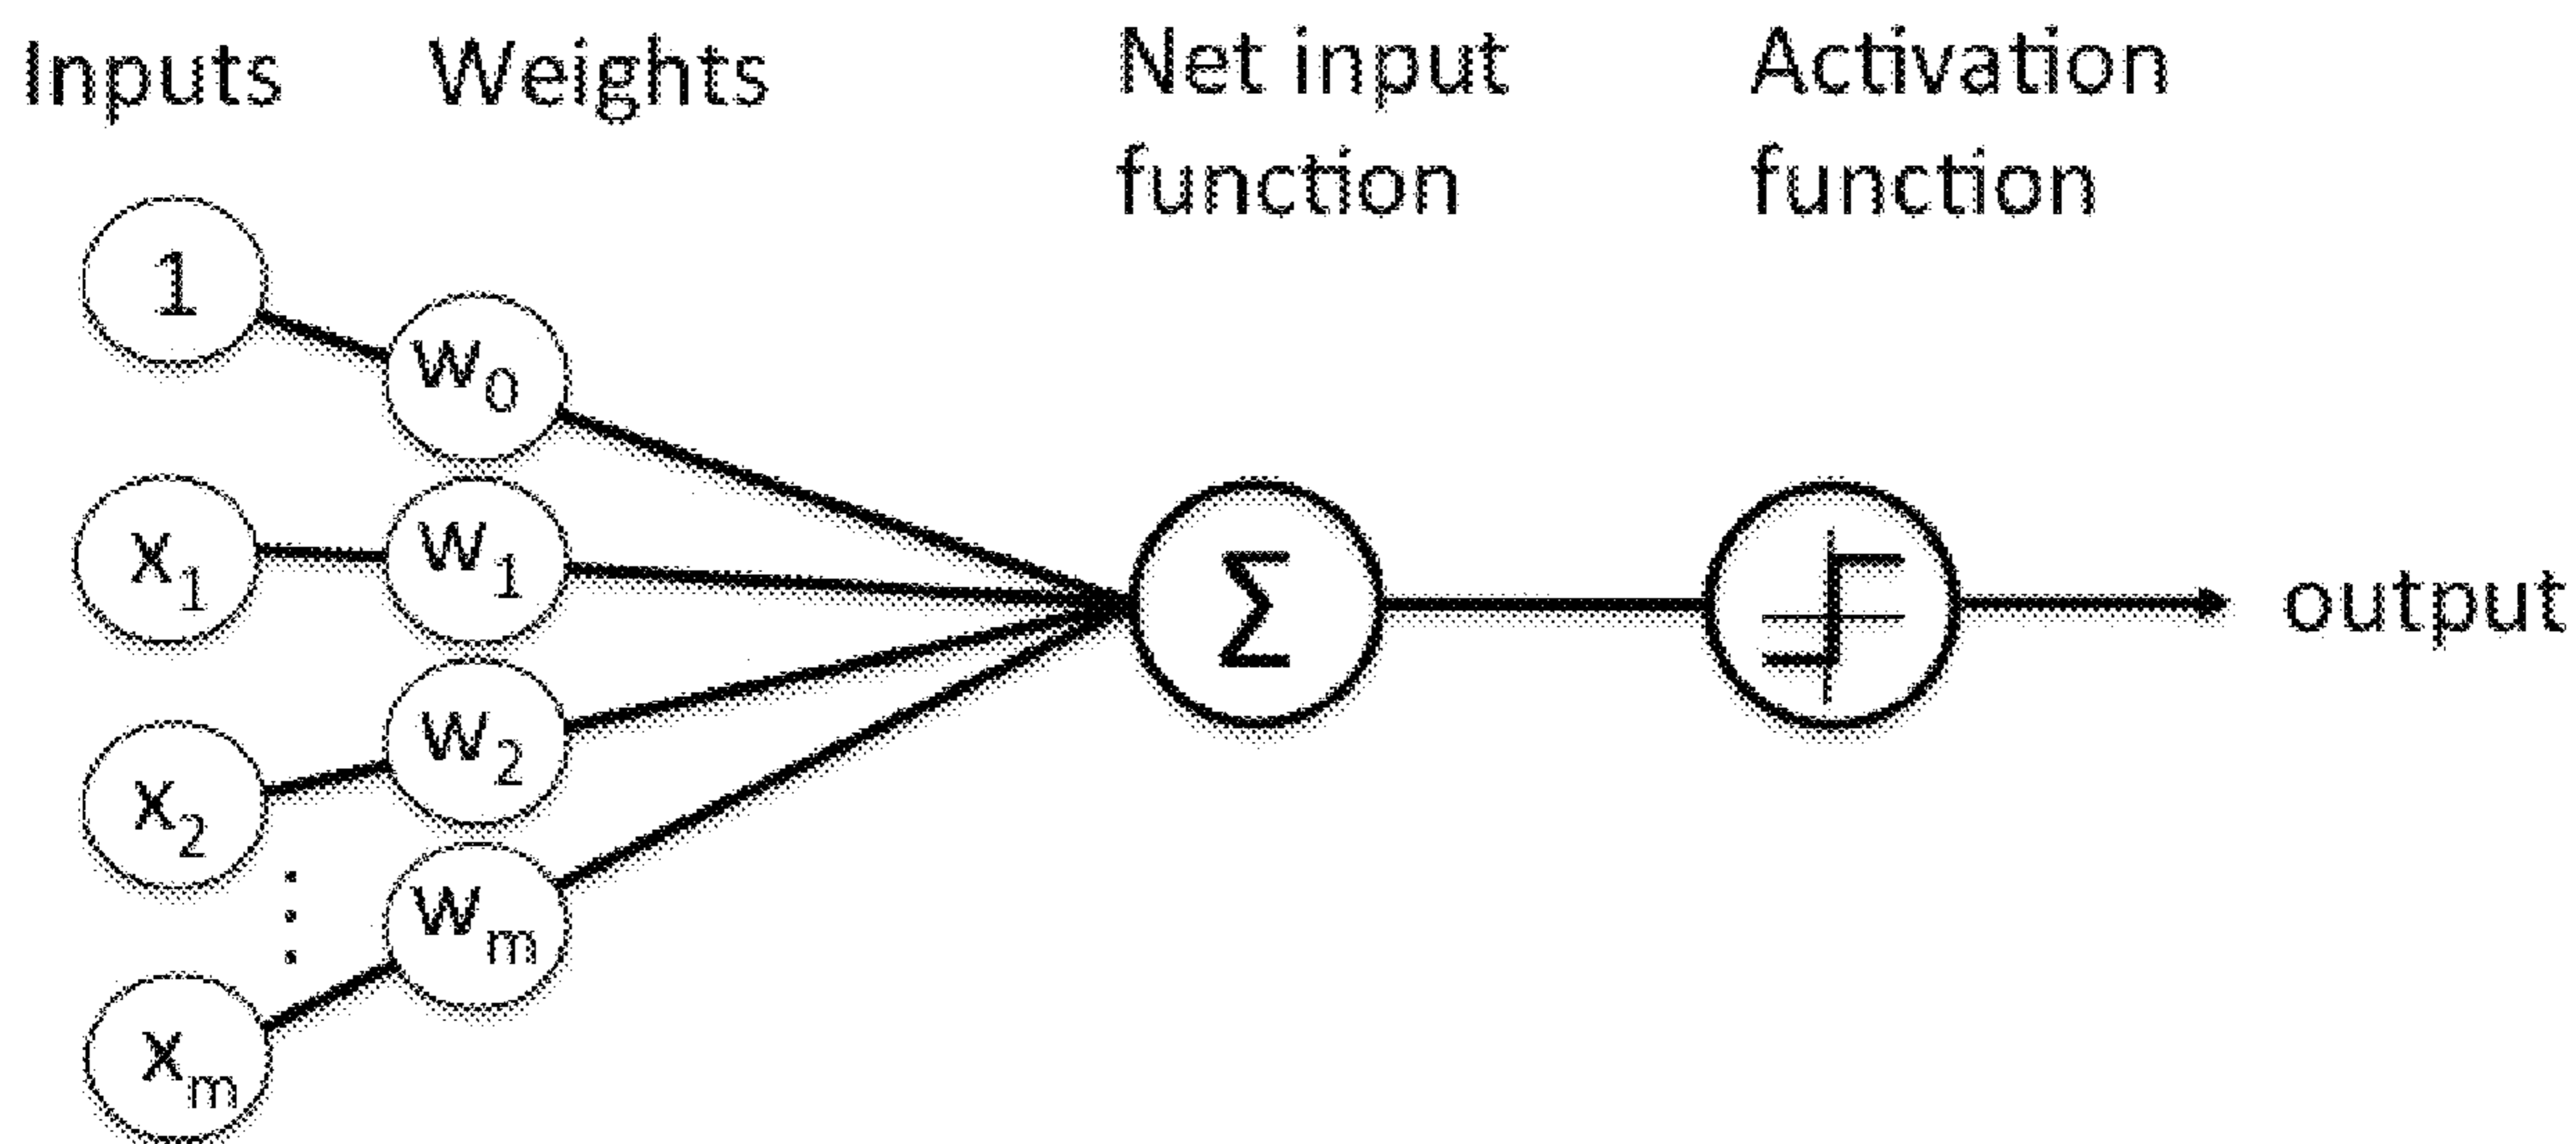 Inputs
Weights
Net input
function
Activation
function
1
w₀
x₁
w₁
x₂
w₂
⋮
xₘ
wₘ
Σ
output